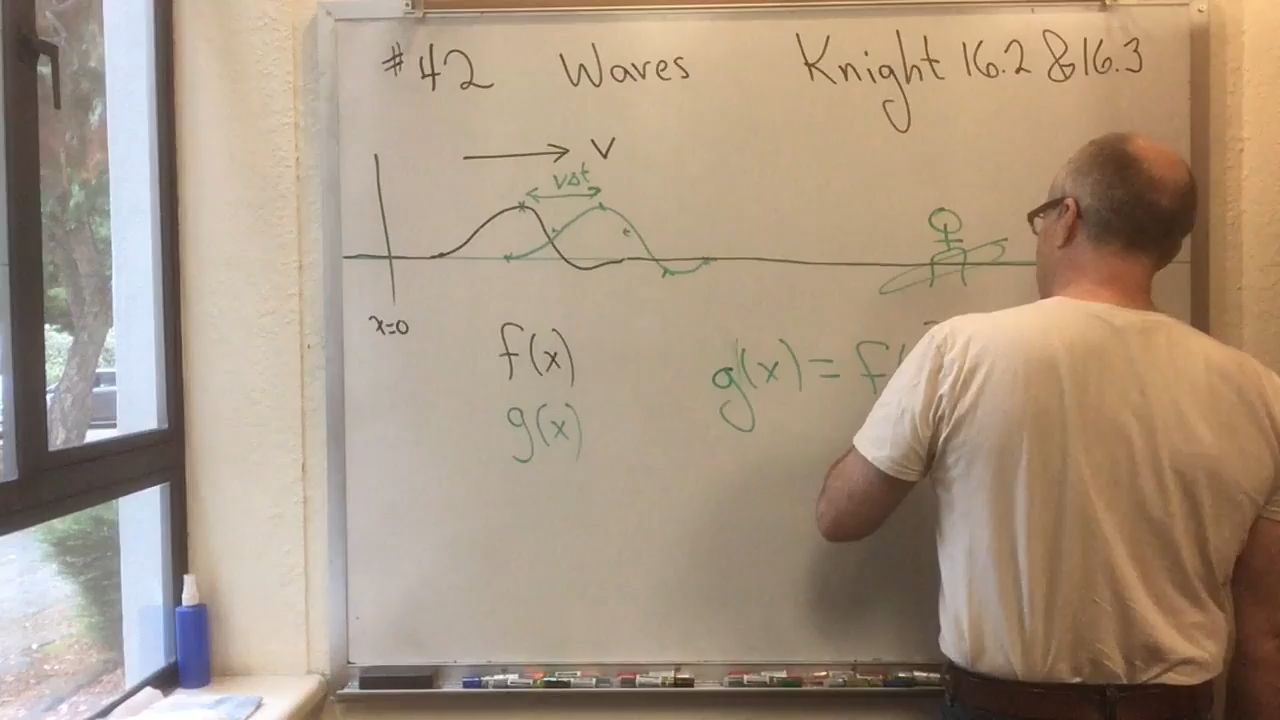 #42 Waves Knight 16.2 & 16.3
v
vΔt
x=0
f(x)
g(x) = f(
g(x)